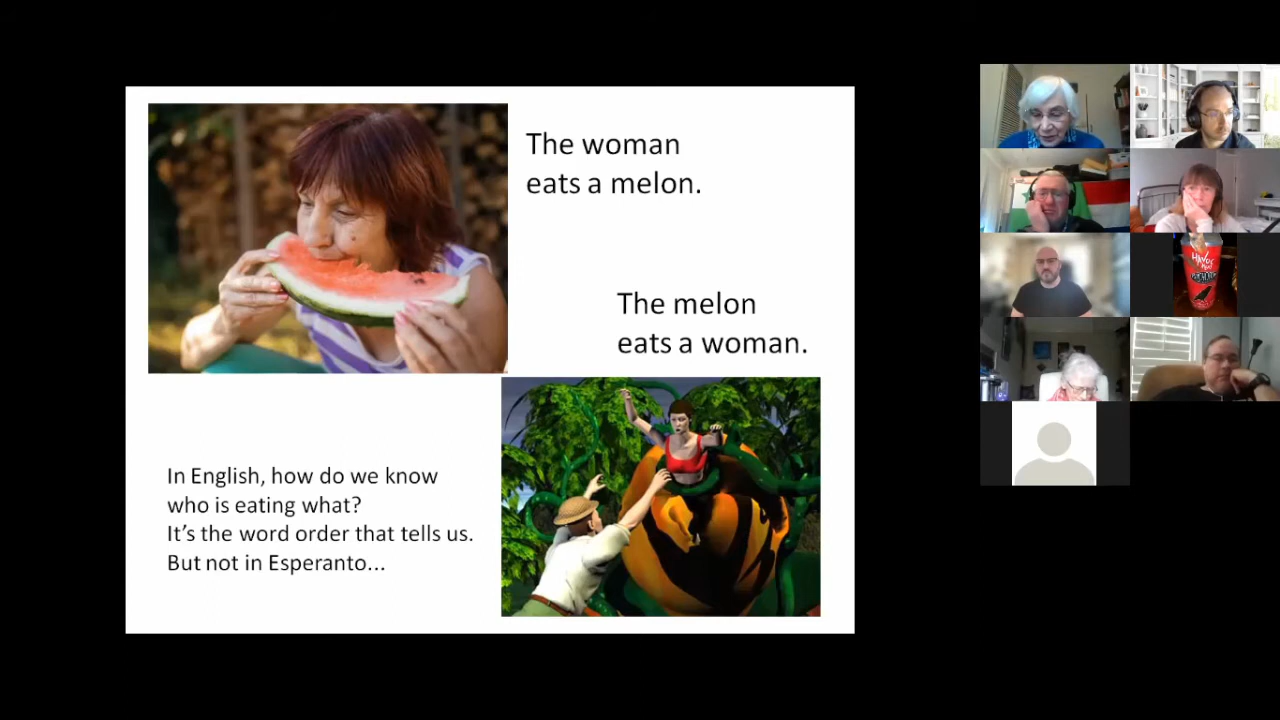 The woman
eats a melon.
The melon
eats a woman.
In English, how do we know
who is eating what?
It's the word order that tells us.
But not in Esperanto...
HAVOC